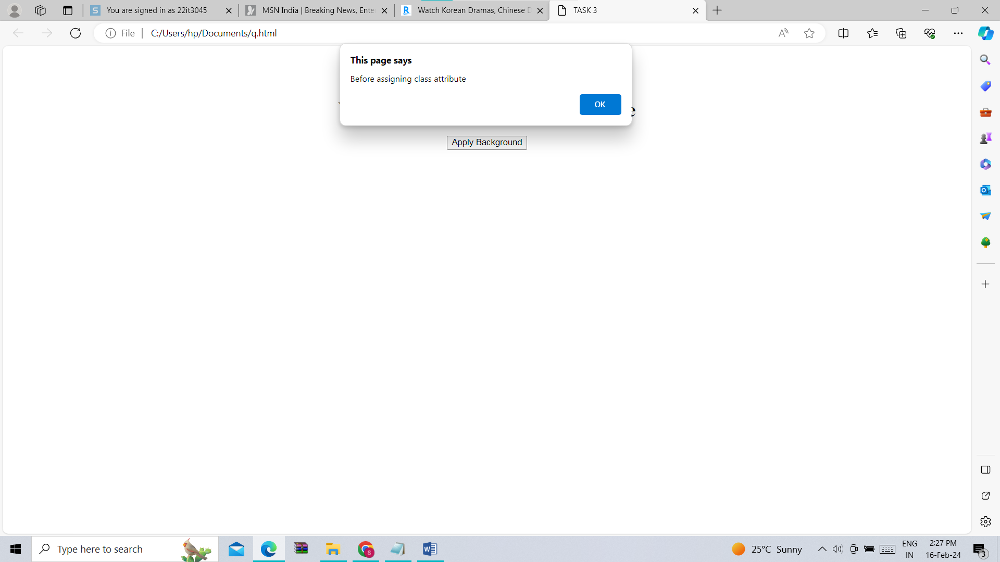 You are signed in as 22it3045
MSN India | Breaking News, Ente
Watch Korean Dramas, Chinese D
TASK 3
File
C:/Users/hp/Documents/q.html
This page says
Before assigning class attribute
OK
Apply Background
Type here to search
25°C Sunny
ENG
IN
2:27 PM
16-Feb-24
3